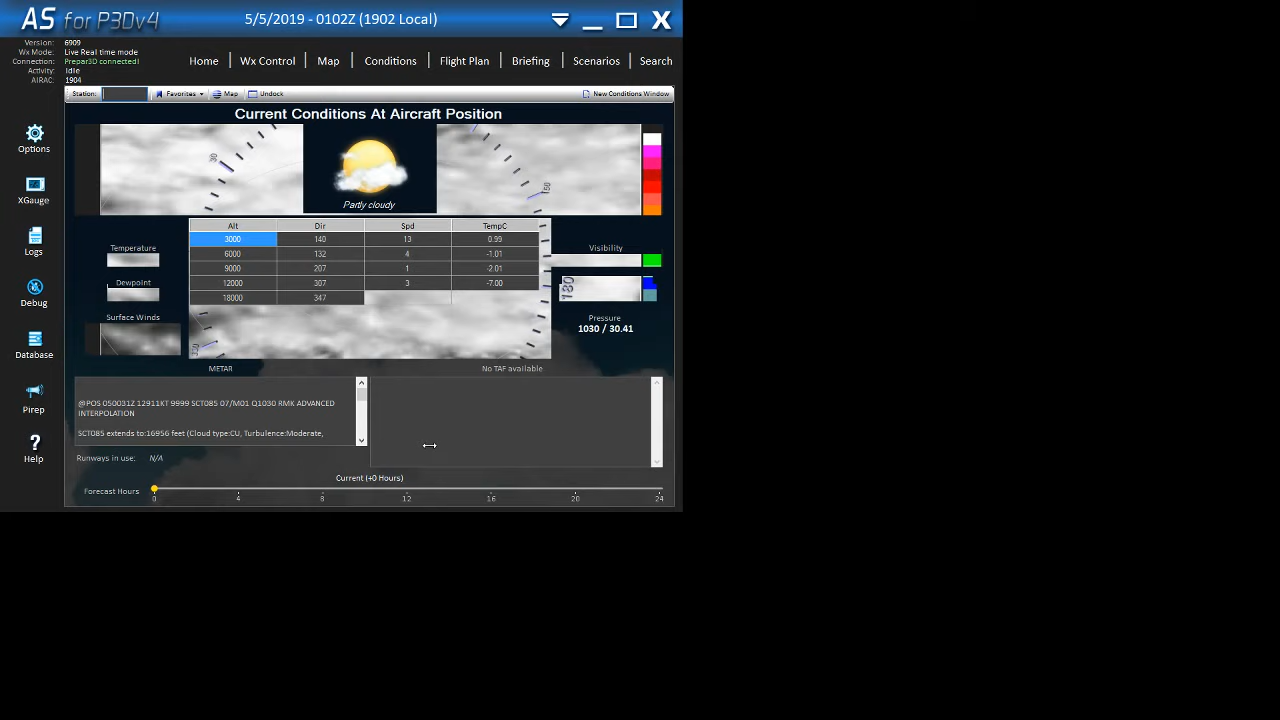 AS for P3Dv4
5/5/2019 - 0102Z (1902 Local)
X
Version: 6909
Wx Mode: Live Real time mode
Connection: Prepar3D connected!
Activity: Idle
AIRAC: 1904
Home Wx Control Map Conditions Flight Plan Briefing Scenarios Search
Station: Favorites Map Undock New Conditions Window
Current Conditions At Aircraft Position
Options
XGauge
Logs
Debug
Database
Pirep
?
Help
30
150
Partly cloudy
Alt Dir Spd TempC
3000 140 13 0.99
6000 132 4 -1.01
9000 207 1 -2.01
12000 307 3 -7.00
18000 347
Temperature
Dewpoint
Surface Winds
330
Visibility
180
Pressure
1030 / 30.41
METAR
No TAF available
@POS 050031Z 12911KT 9999 SCT085 07/M01 Q1030 RMK ADVANCED
INTERPOLATION
SCT085 extends to:16956 feet (Cloud type:CU, Turbulence:Moderate,
Runways in use: N/A
Current (+0 Hours)
Forecast Hours
0 4 8 12 16 20 24